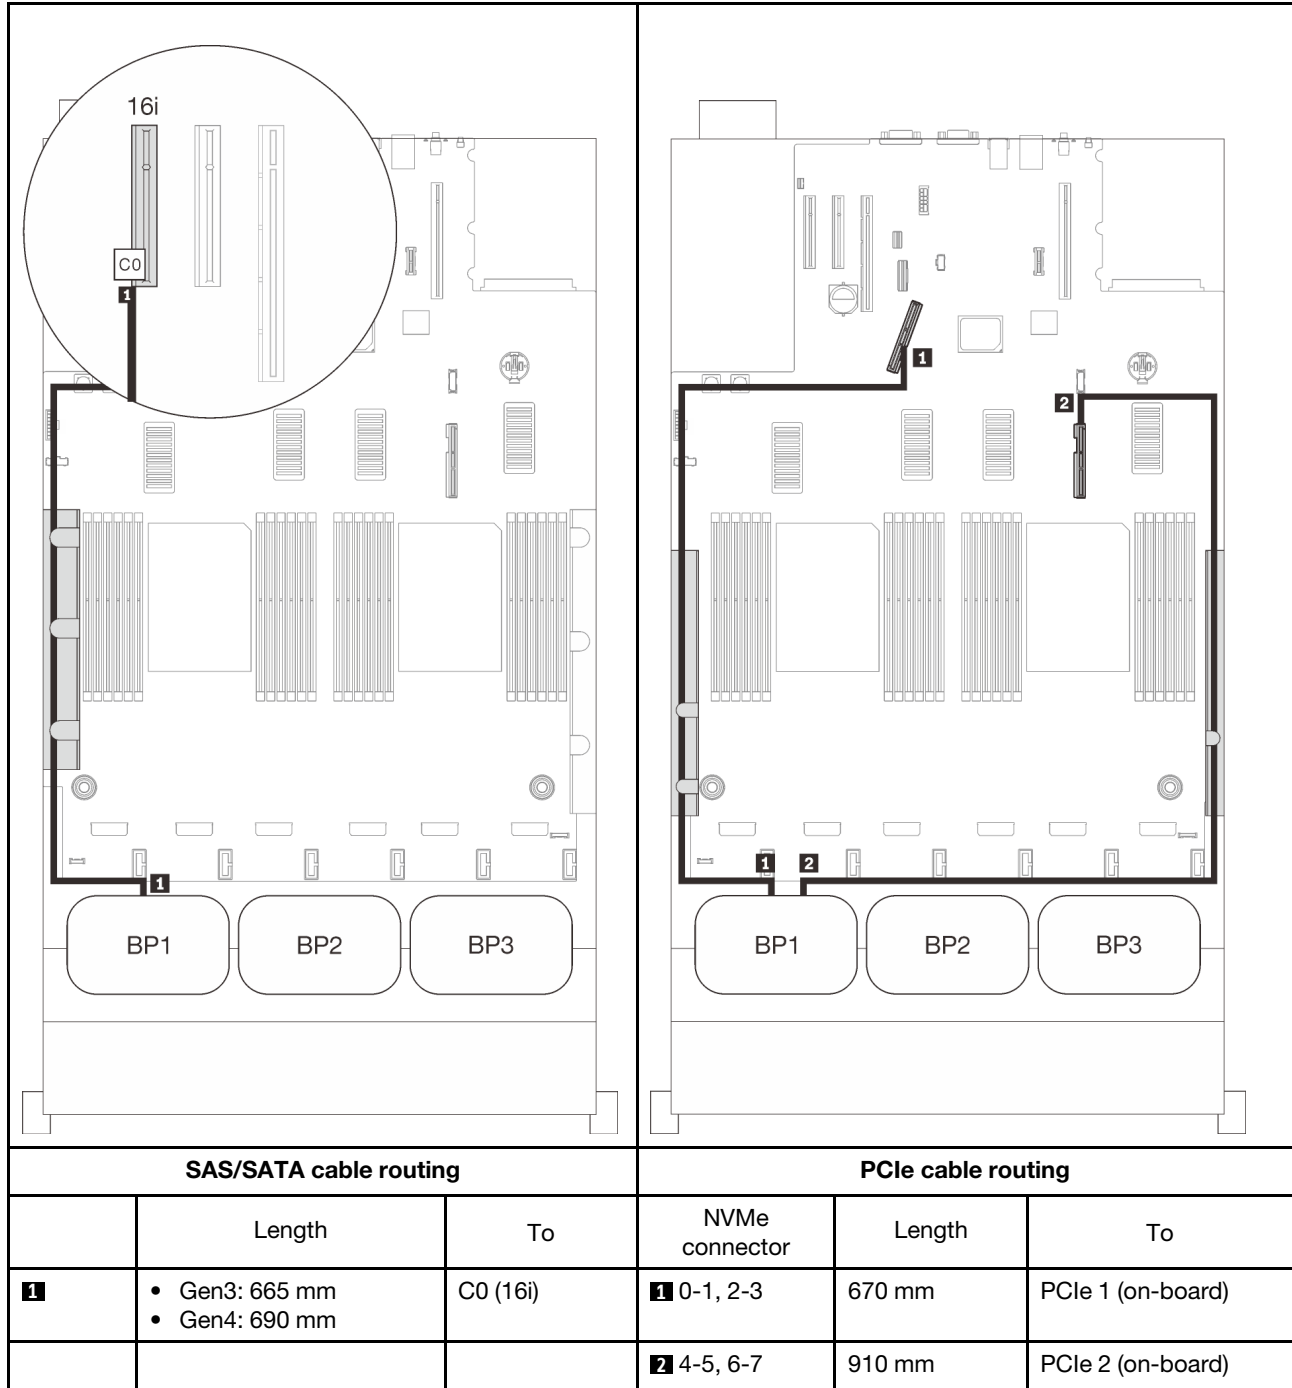 16i
C0
1
1
BP1
BP2
BP3
1
2
1
2
BP1
BP2
BP3
SAS/SATA cable routing
PCIe cable routing
Length
To
NVMe
connector
Length
To
1
• Gen3: 665 mm
• Gen4: 690 mm
C0 (16i)
1 0-1, 2-3
670 mm
PCIe 1 (on-board)
2 4-5, 6-7
910 mm
PCIe 2 (on-board)